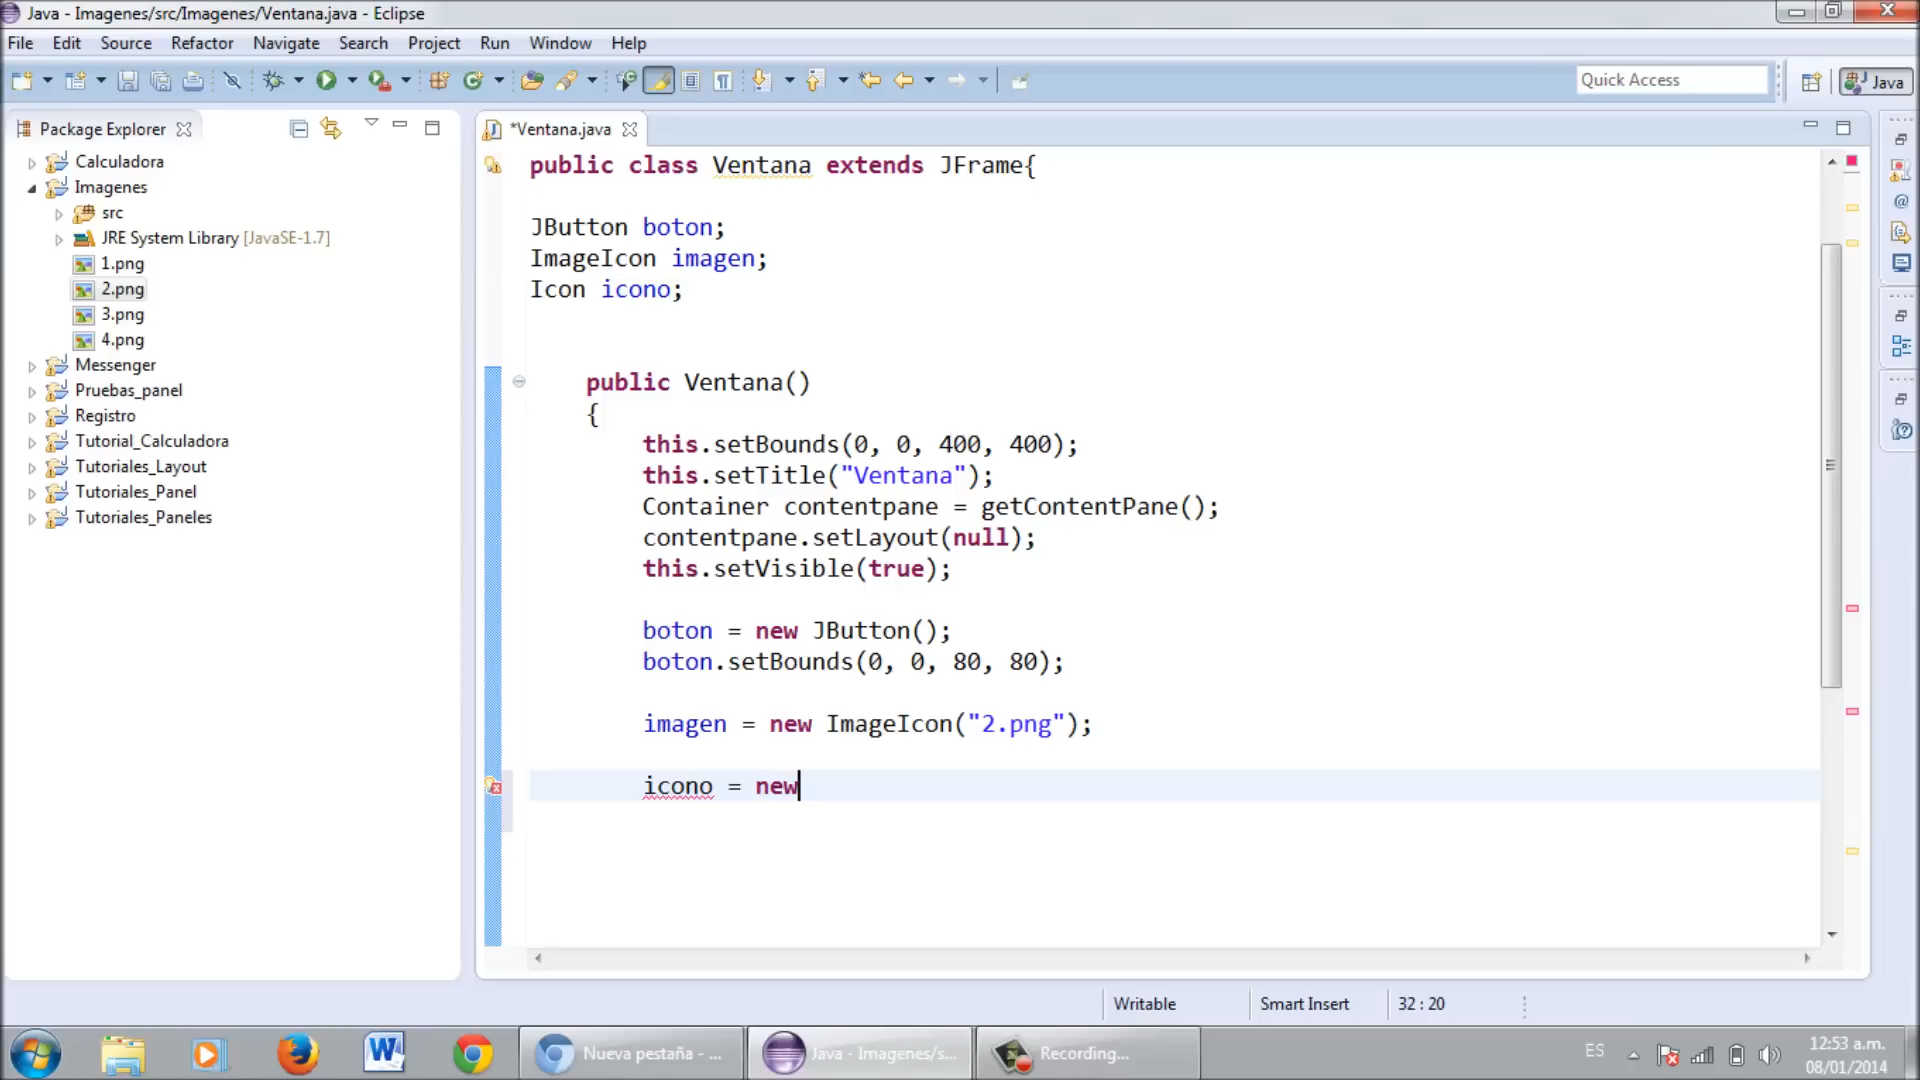 Java - Imagenes/src/Imagenes/Ventana.java - Eclipse
File Edit Source Refactor Navigate Search Project Run Window Help
Quick Access
Java
Package Explorer
Calculadora
Imagenes
src
JRE System Library [JavaSE-1.7]
1.png
2.png
3.png
4.png
Messenger
Pruebas_panel
Registro
Tutorial_Calculadora
Tutoriales_Layout
Tutoriales_Panel
Tutoriales_Paneles
*Ventana.java
public class Ventana extends JFrame{
JButton boton;
ImageIcon imagen;
Icon icono;
public Ventana()
{
this.setBounds(0, 0, 400, 400);
this.setTitle("Ventana");
Container contentpane = getContentPane();
contentpane.setLayout(null);
this.setVisible(true);
boton = new JButton();
boton.setBounds(0, 0, 80, 80);
imagen = new ImageIcon("2.png");
icono = new
Writable
Smart Insert
32 : 20
Nueva pestaña - ...
Java - Imagenes/s...
Recording...
ES
12:53 a.m.
08/01/2014